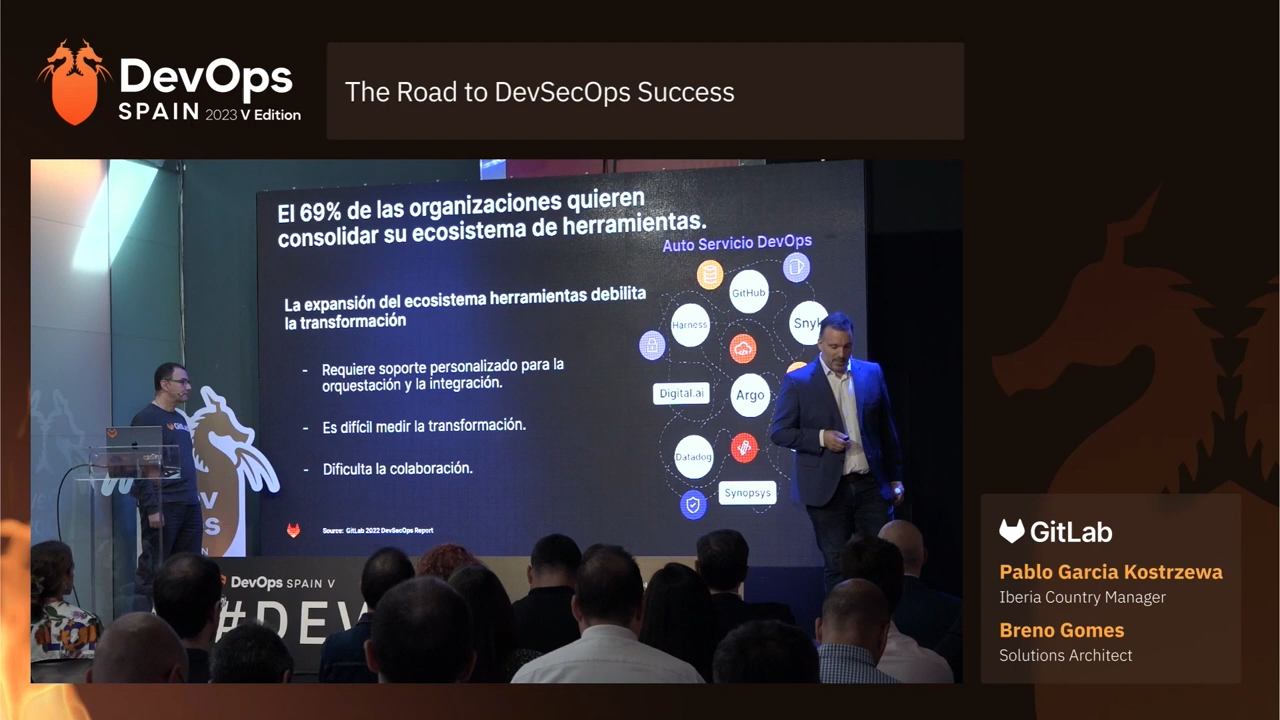 DevOps
SPAIN 2023 V Edition
The Road to DevSecOps Success
El 69% de las organizaciones quieren
consolidar su ecosistema de herramientas.
Auto Servicio DevOps
La expansión del ecosistema herramientas debilita
la transformación
- Requiere soporte personalizado para la
orquestación y la integración.
- Es difícil medir la transformación.
- Dificulta la colaboración.
GitHub
Harness
Digital.ai
Argo
Datadog
Synopsys
Source: GitLab 2022 DevSecOps Report
DevOps SPAIN V
#DEV
GitLab
Pablo Garcia Kostrzewa
Iberia Country Manager
Breno Gomes
Solutions Architect